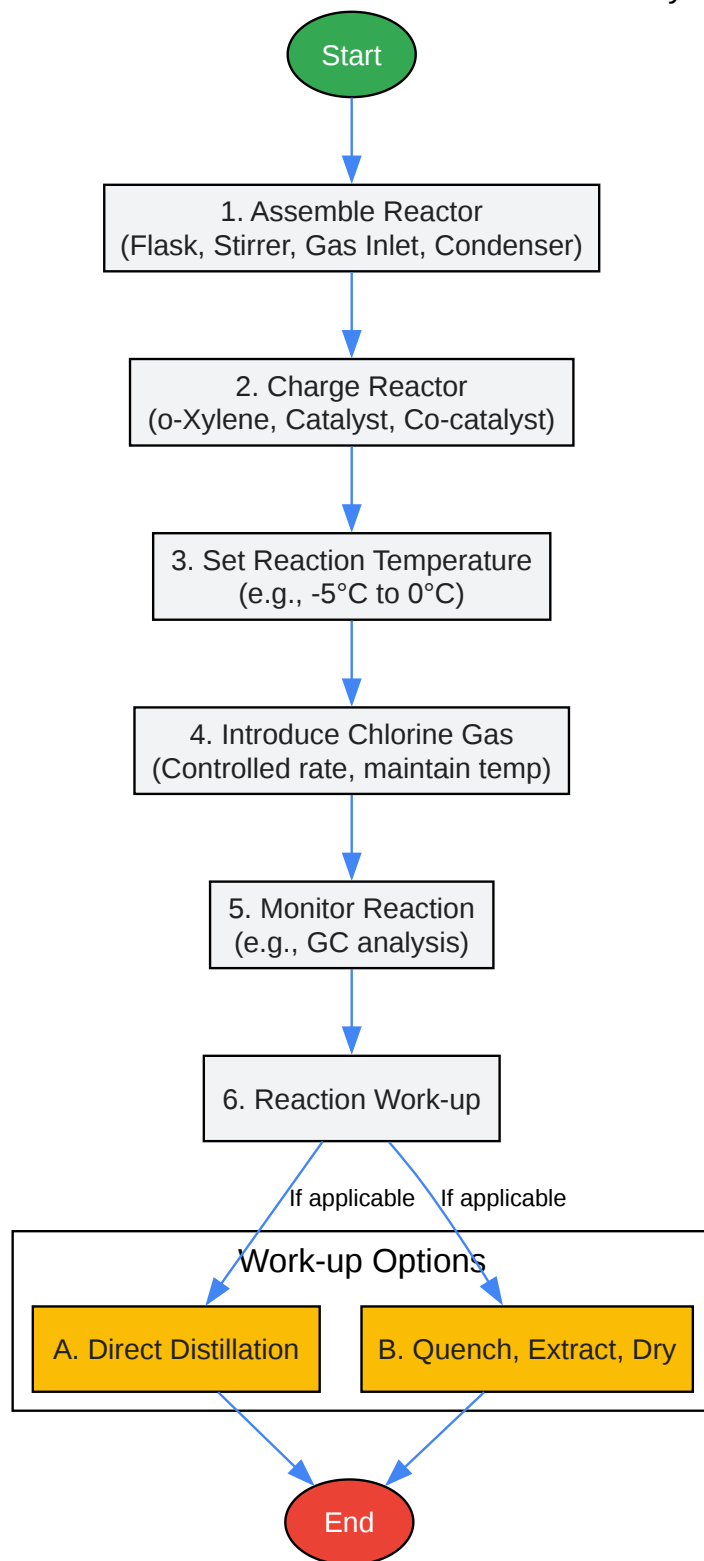 Start
1. Assemble Reactor
(Flask, Stirrer, Gas Inlet, Condenser)
2. Charge Reactor
(o-Xylene, Catalyst, Co-catalyst)
3. Set Reaction Temperature
(e.g., -5°C to 0°C)
4. Introduce Chlorine Gas
(Controlled rate, maintain temp)
5. Monitor Reaction
(e.g., GC analysis)
6. Reaction Work-up
If applicable
If applicable
Work-up Options
A. Direct Distillation
B. Quench, Extract, Dry
End